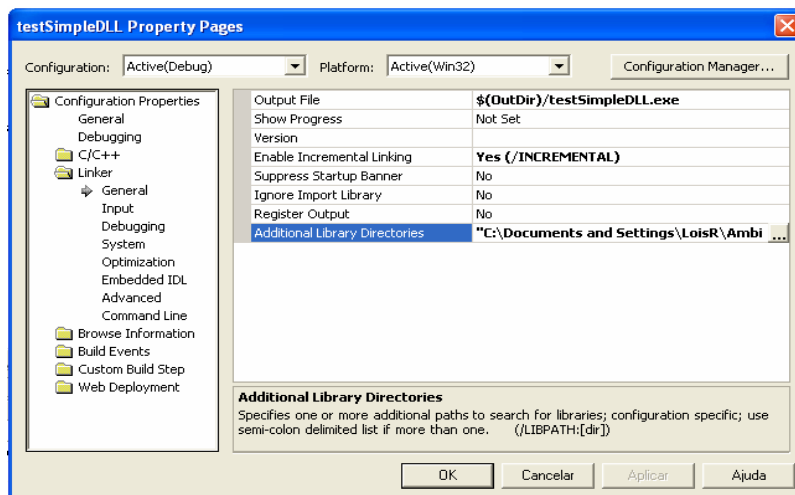 testSimpleDLL Property Pages
Configuration: Active(Debug) Platform: Active(Win32) Configuration Manager...
Configuration Properties
General
Debugging
C/C++
Linker
General
Input
Debugging
System
Optimization
Embedded IDL
Advanced
Command Line
Browse Information
Build Events
Custom Build Step
Web Deployment
Output File $(OutDir)/testSimpleDLL.exe
Show Progress Not Set
Version
Enable Incremental Linking Yes (/INCREMENTAL)
Suppress Startup Banner No
Ignore Import Library No
Register Output No
Additional Library Directories "C:\Documents and Settings\LoisR\Ambi ...
Additional Library Directories
Specifies one or more additional paths to search for libraries; configuration specific; use
semi-colon delimited list if more than one. (/LIBPATH:[dir])
OK Cancelar Aplicar Ajuda